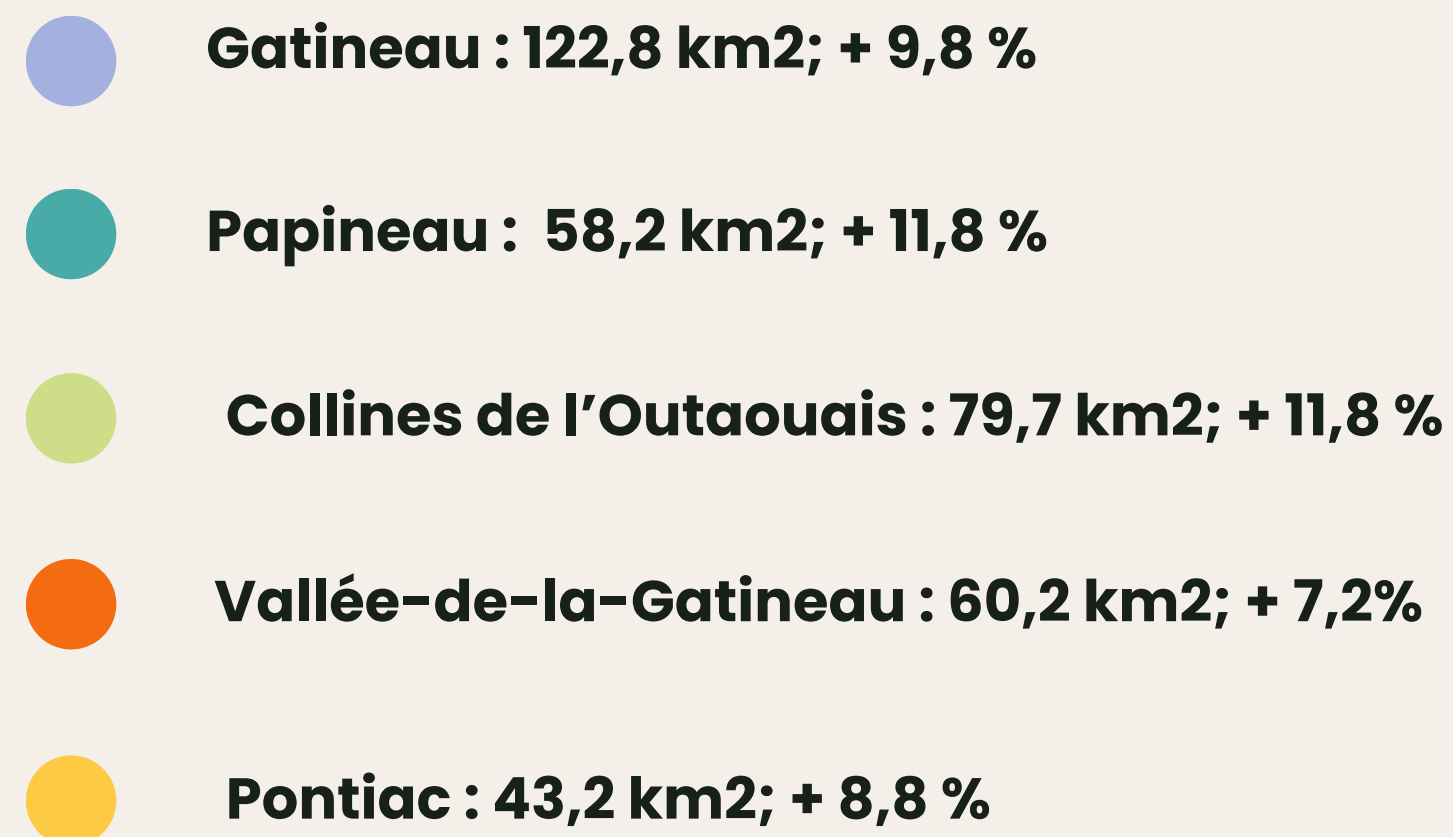 Gatineau : 122,8 km2; + 9,8 %
Papineau :  58,2 km2; + 11,8 %
Collines de l’Outaouais : 79,7 km2; + 11,8 %
Vallée-de-la-Gatineau : 60,2 km2; + 7,2%
Pontiac : 43,2 km2; + 8,8 %